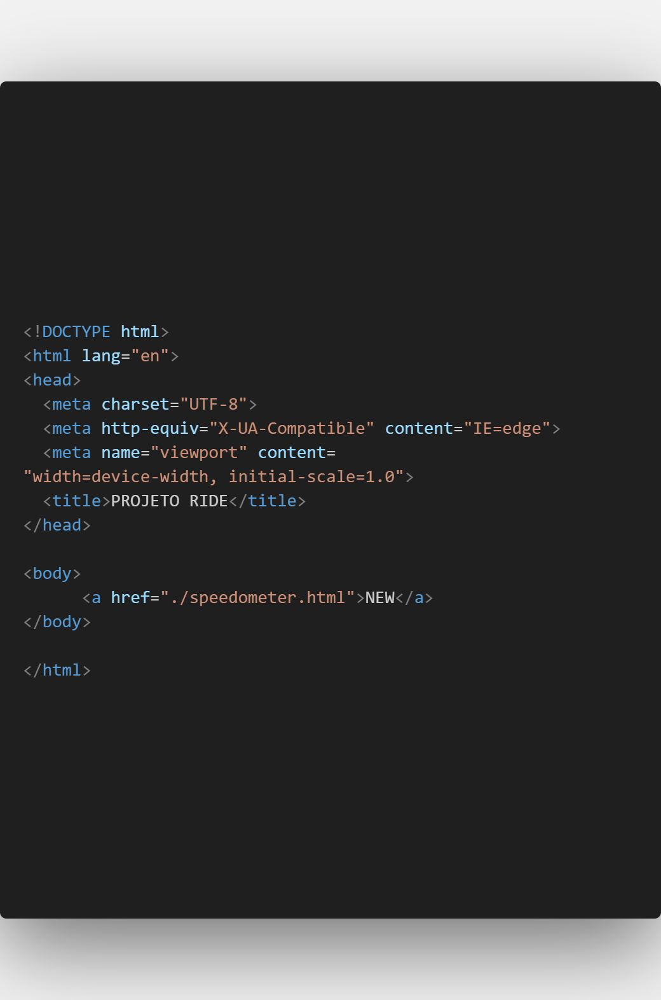 <!DOCTYPE html>
<html lang="en">
<head>
  <meta charset="UTF-8">
  <meta http-equiv="X-UA-Compatible" content="IE=edge">
  <meta name="viewport" content=
"width=device-width, initial-scale=1.0">
  <title>PROJETO RIDE</title>
</head>

<body>
      <a href="./speedometer.html">NEW</a>
</body>

</html>